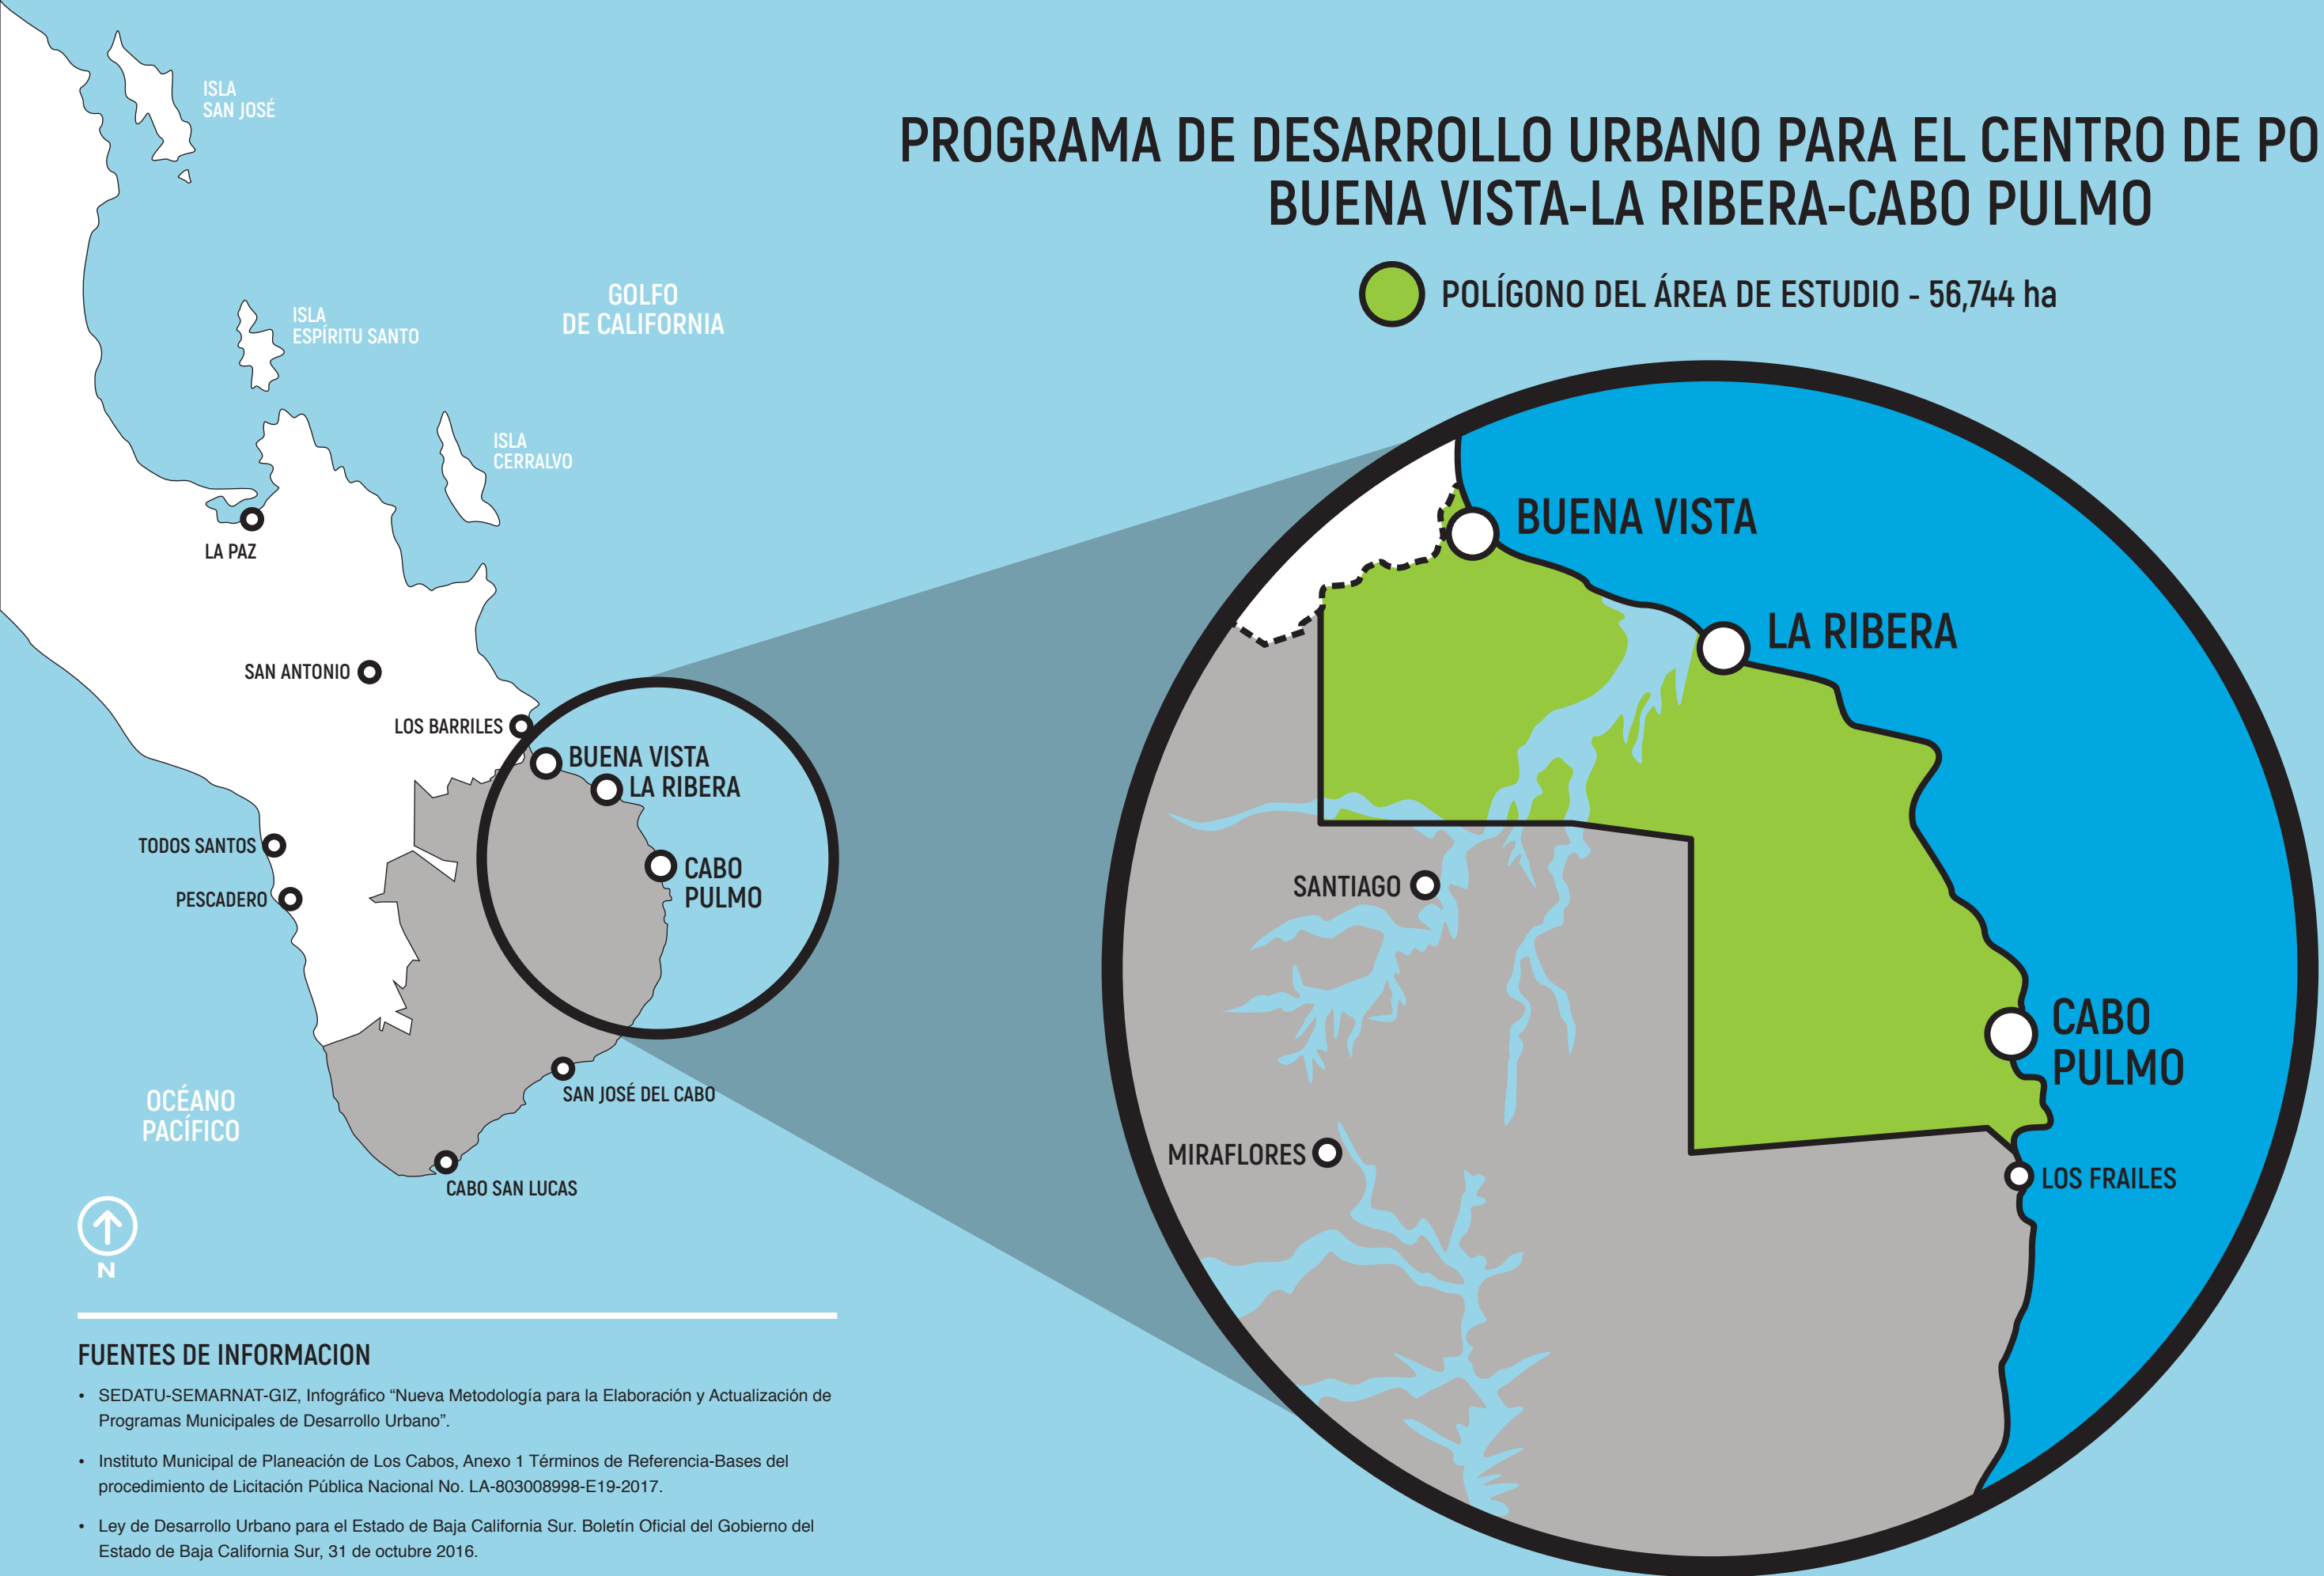 PROGRAMA DE DESARROLLO URBANO PARA EL CENTRO DE PO
BUENA VISTA-LA RIBERA-CABO PULMO
POLÍGONO DEL ÁREA DE ESTUDIO - 56,744 ha
ISLA
SAN JOSÉ
ISLA
ESPÍRITU SANTO
GOLFO
DE CALIFORNIA
ISLA
CERRALVO
LA PAZ
SAN ANTONIO
LOS BARRILES
BUENA VISTA
LA RIBERA
TODOS SANTOS
CABO
PULMO
PESCADERO
SAN JOSÉ DEL CABO
OCÉANO
PACÍFICO
CABO SAN LUCAS
N
BUENA VISTA
LA RIBERA
SANTIAGO
CABO
PULMO
MIRAFLORES
LOS FRAILES
FUENTES DE INFORMACION
• SEDATU-SEMARNAT-GIZ, Infográfico “Nueva Metodología para la Elaboración y Actualización de
Programas Municipales de Desarrollo Urbano”.
• Instituto Municipal de Planeación de Los Cabos, Anexo 1 Términos de Referencia-Bases del
procedimiento de Licitación Pública Nacional No. LA-803008998-E19-2017.
• Ley de Desarrollo Urbano para el Estado de Baja California Sur. Boletín Oficial del Gobierno del
Estado de Baja California Sur, 31 de octubre 2016.